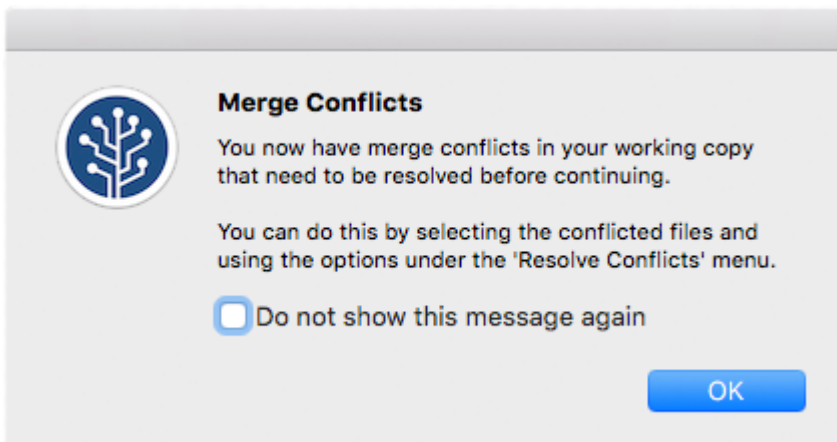 Merge Conflicts
You now have merge conflicts in your working copy
that need to be resolved before continuing.
You can do this by selecting the conflicted files and
using the options under the 'Resolve Conflicts' menu.
Do not show this message again
OK